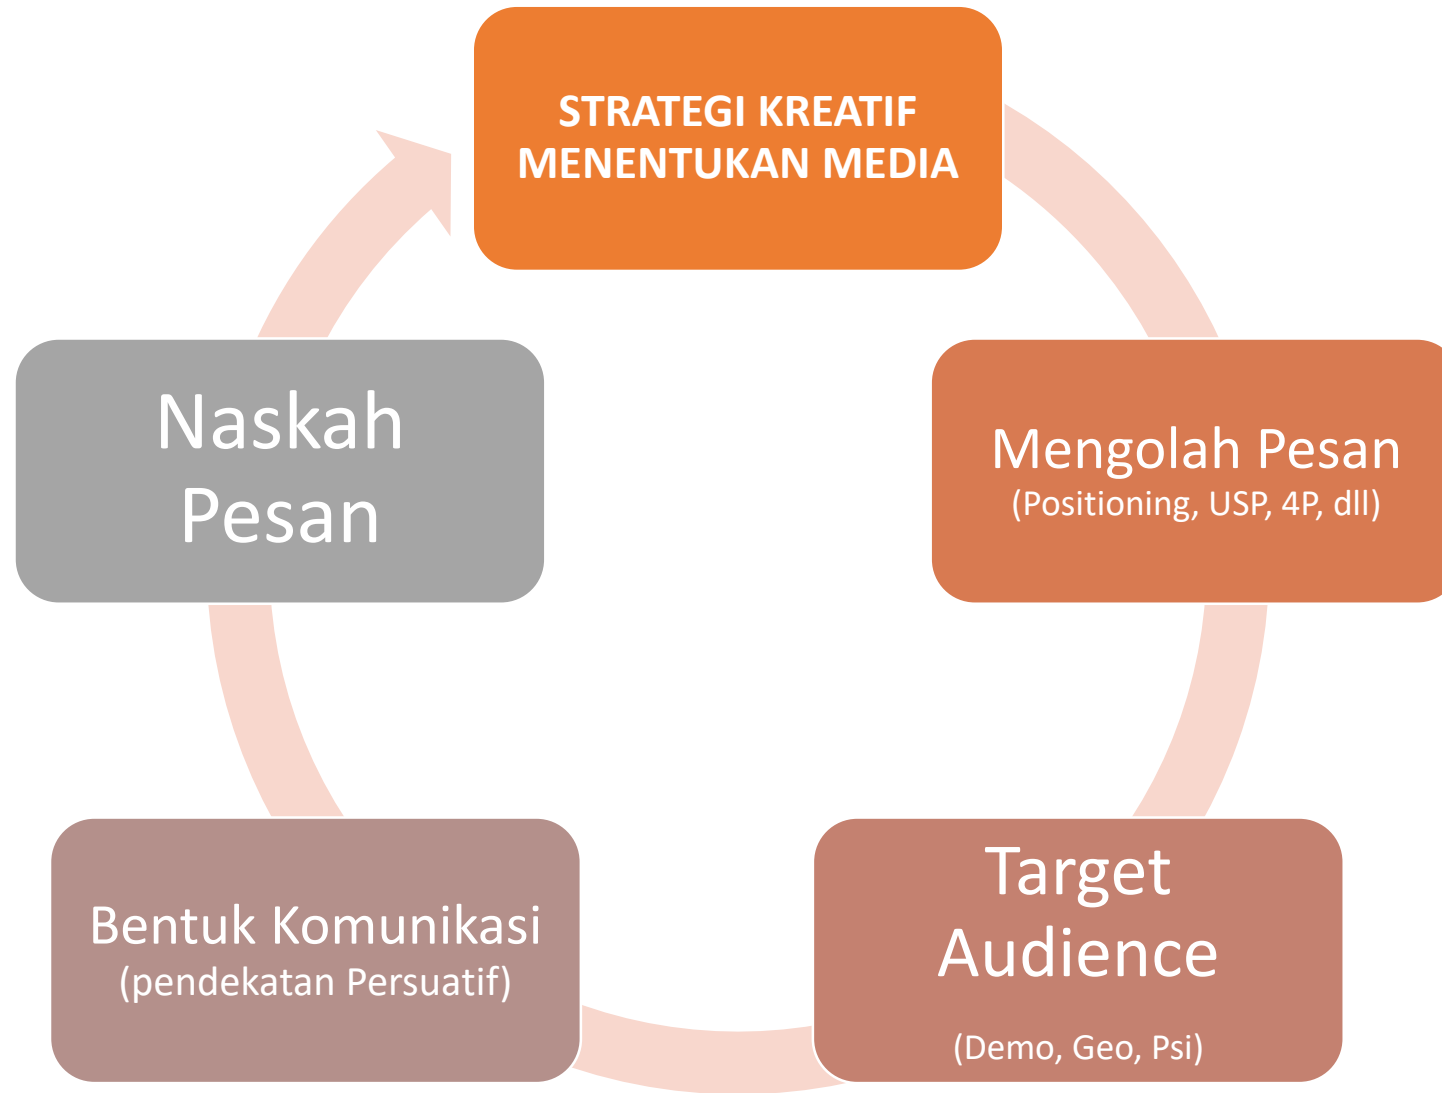 STRATEGI KREATIF
MENENTUKAN MEDIA
Mengolah Pesan
(Positioning, USP, 4P, dll)
Target
Audience
(Demo, Geo, Psi)
Bentuk Komunikasi
(pendekatan Persuatif)
Naskah
Pesan